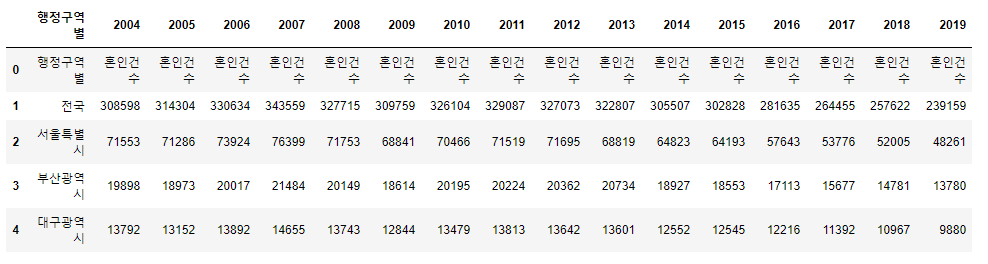 행정구역별 2004 2005 2006 2007 2008 2009 2010 2011 2012 2013 2014 2015 2016 2017 2018 2019
0 행정구역별 혼인건수 혼인건수 혼인건수 혼인건수 혼인건수 혼인건수 혼인건수 혼인건수 혼인건수 혼인건수 혼인건수 혼인건수 혼인건수 혼인건수 혼인건수 혼인건수
1 전국 308598 314304 330634 343559 327715 309759 326104 329087 327073 322807 305507 302828 281635 264455 257622 239159
2 서울특별시 71553 71286 73924 76399 71753 68841 70466 71519 71695 68819 64823 64193 57643 53776 52005 48261
3 부산광역시 19898 18973 20017 21484 20149 18614 20195 20224 20362 20734 18927 18553 17113 15677 14781 13780
4 대구광역시 13792 13152 13892 14655 13743 12844 13479 13813 13642 13601 12552 12545 12216 11392 10967 9880